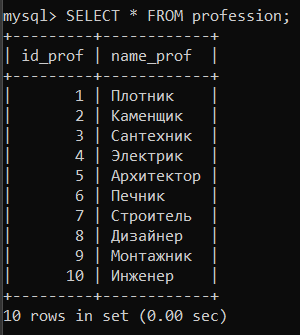 mysql> SELECT * FROM profession;
+---------+------------+
| id_prof | name_prof  |
+---------+------------+
|       1 | Плотник    |
|       2 | Каменщик   |
|       3 | Сантехник  |
|       4 | Электрик   |
|       5 | Архитектор |
|       6 | Печник     |
|       7 | Строитель  |
|       8 | Дизайнер   |
|       9 | Монтажник  |
|      10 | Инженер    |
+---------+------------+
10 rows in set (0.00 sec)